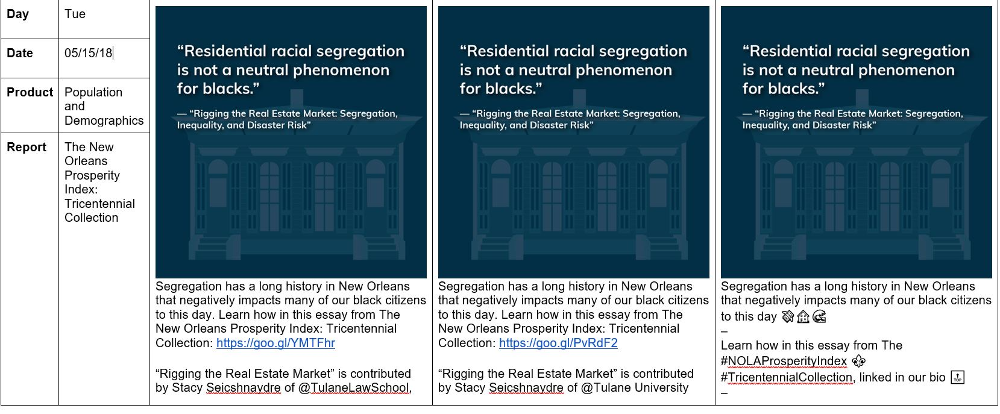 Day
Tue
Date
05/15/18
Product
Population
and
Demographics
Report
The New
Orleans
Prosperity
Index:
Tricentennial
Collection
“Residential racial segregation
is not a neutral phenomenon
for blacks.”
— “Rigging the Real Estate Market: Segregation,
Inequality, and Disaster Risk”
Segregation has a long history in New Orleans
that negatively impacts many of our black citizens
to this day. Learn how in this essay from The
New Orleans Prosperity Index: Tricentennial
Collection: https://goo.gl/YMTFhr
“Rigging the Real Estate Market” is contributed
by Stacy Seicshnaydre of @TulaneLawSchool,
“Residential racial segregation
is not a neutral phenomenon
for blacks.”
— “Rigging the Real Estate Market: Segregation,
Inequality, and Disaster Risk”
Segregation has a long history in New Orleans
that negatively impacts many of our black citizens
to this day. Learn how in this essay from The
New Orleans Prosperity Index: Tricentennial
Collection: https://goo.gl/PvRdF2
“Rigging the Real Estate Market” is contributed
by Stacy Seicshnaydre of @Tulane University
“Residential racial segregation
is not a neutral phenomenon
for blacks.”
— “Rigging the Real Estate Market: Segregation,
Inequality, and Disaster Risk”
Segregation has a long history in New Orleans
that negatively impacts many of our black citizens
to this day 💸🏠🌊
–
Learn how in this essay from The
#NOLAProsperityIndex ⚜
#TricentennialCollection, linked in our bio 🔝
–